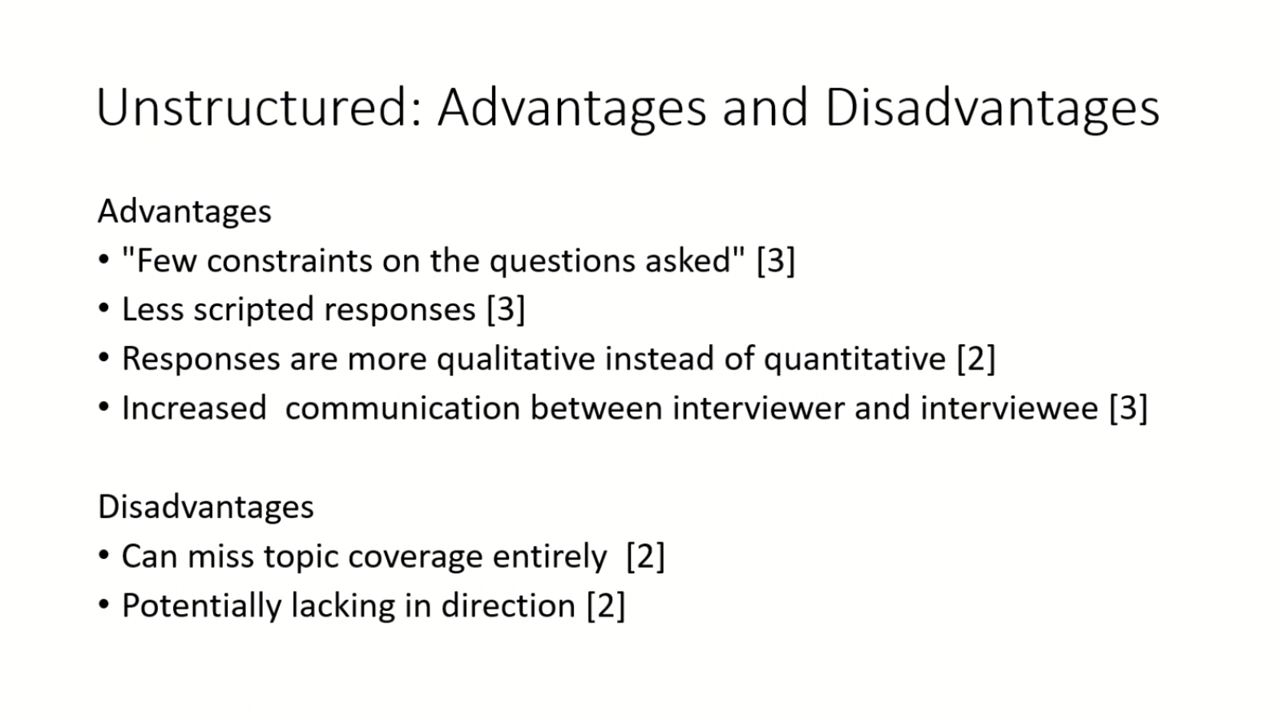 Unstructured: Advantages and Disadvantages
Advantages
• "Few constraints on the questions asked" [3]
• Less scripted responses [3]
• Responses are more qualitative instead of quantitative [2]
• Increased  communication between interviewer and interviewee [3]
Disadvantages
• Can miss topic coverage entirely  [2]
• Potentially lacking in direction [2]